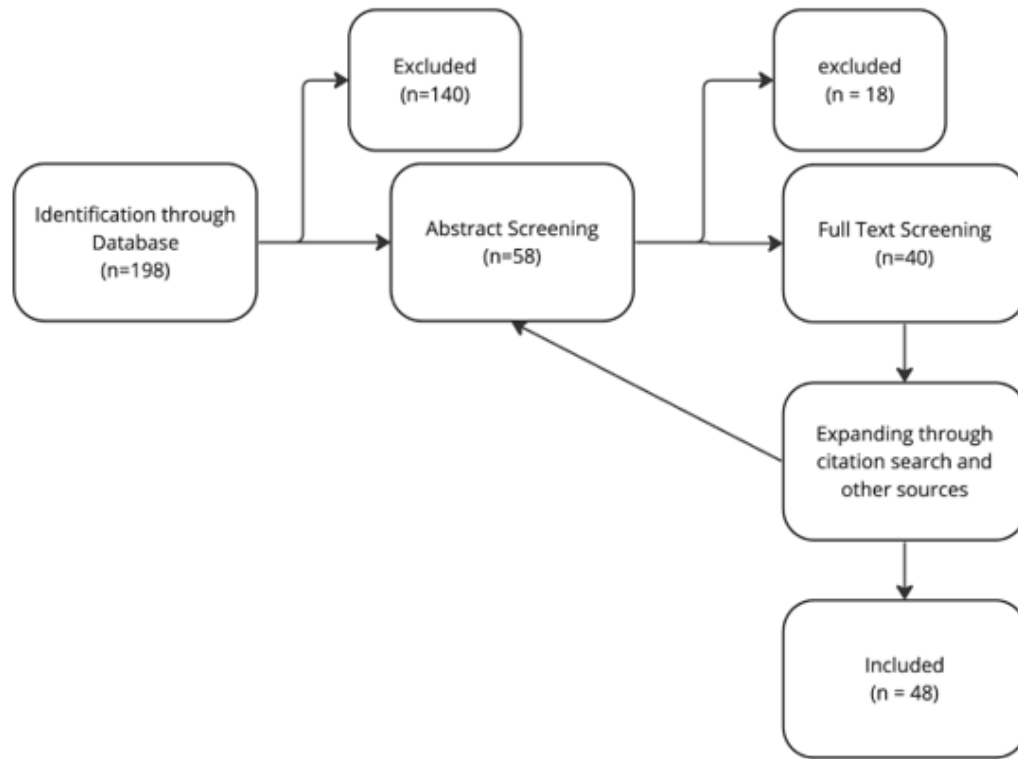 Excluded
(n=140)
excluded
(n = 18)
Identification through
Database
(n=198)
Abstract Screening
(n=58)
Full Text Screening
(n=40)
Expanding through
citation search and
other sources
Included
(n = 48)